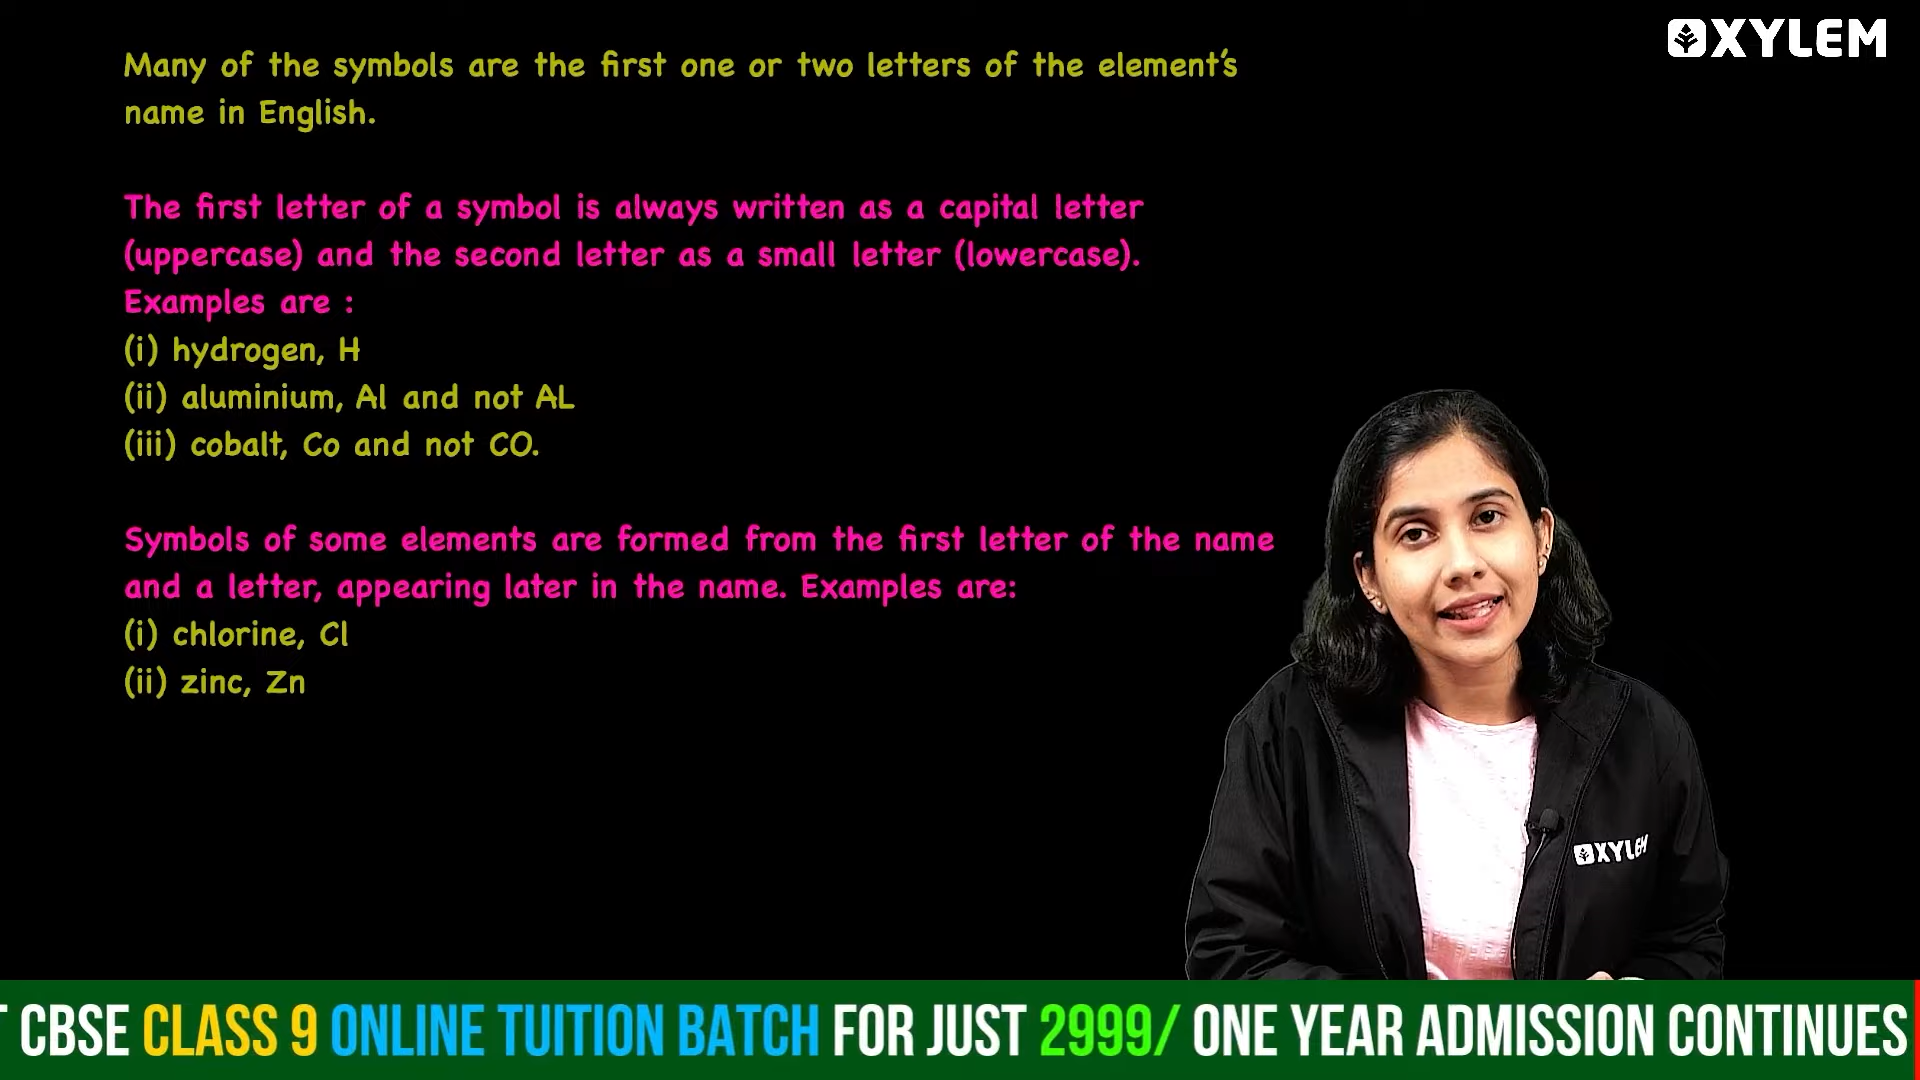 XYLEM
Many of the symbols are the first one or two letters of the element's
name in English.
The first letter of a symbol is always written as a capital letter
(uppercase) and the second letter as a small letter (lowercase).
Examples are :
(i) hydrogen, H
(ii) aluminium, Al and not AL
(iii) cobalt, Co and not CO.
Symbols of some elements are formed from the first letter of the name
and a letter, appearing later in the name. Examples are:
(i) chlorine, Cl
(ii) zinc, Zn
XYLEM
T CBSE CLASS 9 ONLINE TUITION BATCH FOR JUST 2999/ ONE YEAR ADMISSION CONTINUES